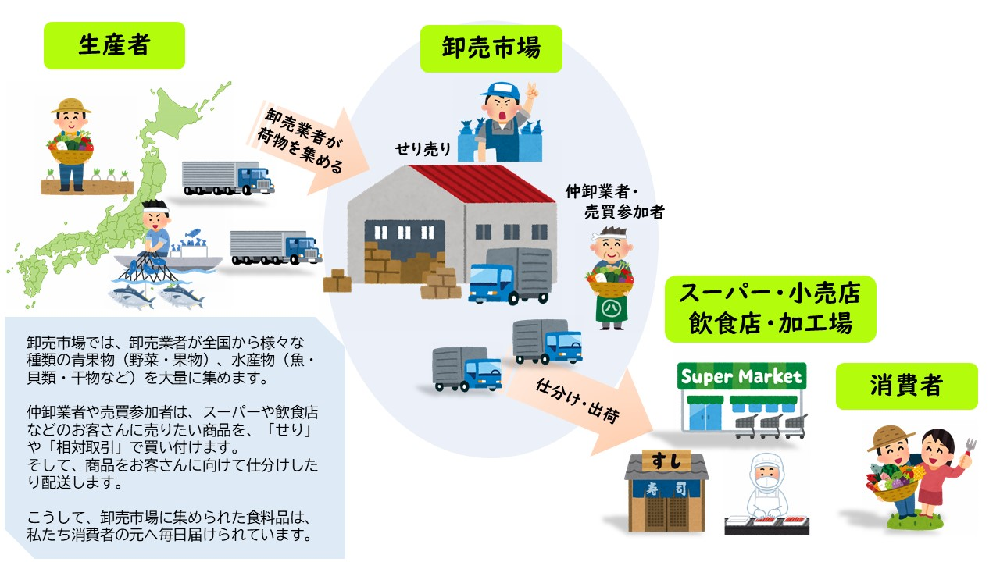 生産者
卸売市場
卸売業者が
荷物を集める
せり売り
仲卸業者・
売買参加者
八
仕分け・出荷
スーパー・小売店
飲食店・加工場
Super Market
すし
寿司
消費者
卸売市場では、卸売業者が全国から様々な
種類の青果物（野菜・果物）、水産物（魚・
貝類・干物など）を大量に集めます。
仲卸業者や売買参加者は、スーパーや飲食店
などのお客さんに売りたい商品を、「せり」
や「相対取引」で買い付けます。
そして、商品をお客さんに向けて仕分けした
り配送します。
こうして、卸売市場に集められた食料品は、
私たち消費者の元へ毎日届けられています。